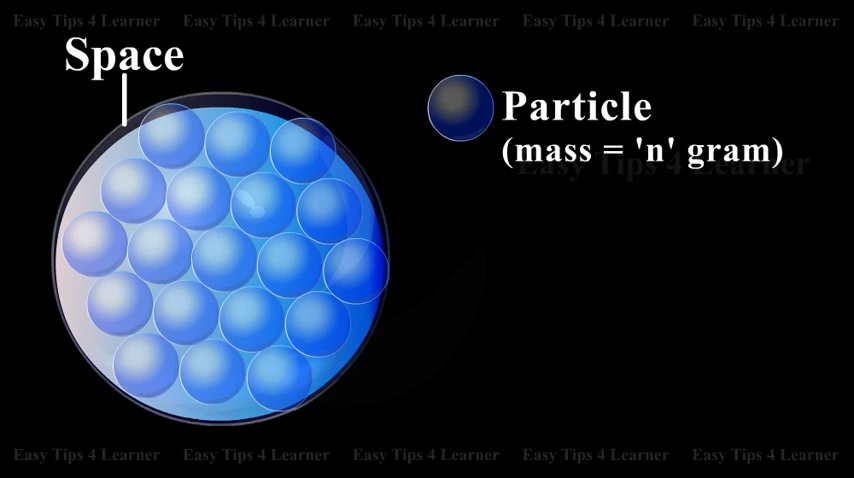 Easy Tips 4 Learner Easy Tips 4 Learner Easy Tips 4 Learner Easy Tips 4 Learner Easy Tips 4 Learner
Space
Particle
(mass = 'n' gram)
Easy Tips 4 Learner
Easy Tips 4 Learner Easy Tips 4 Learner Easy Tips 4 Learner Easy Tips 4 Learner Easy Tips 4 Learner